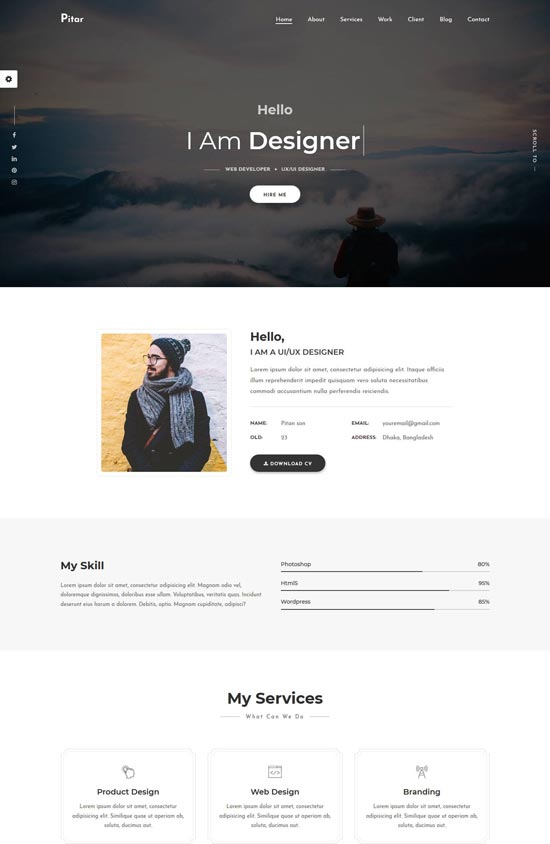 Pitar
Home About Services Work Client Blog Contact
Hello
I Am Designer
WEB DEVELOPER • UX/UI DESIGNER
HIRE ME
SCROLL TO
Hello,
I AM A UI/UX DESIGNER
Lorem ipsum dolor sit amet, consectetur adipisicing elit. Itaque officiis
illum reprehenderit impedit quisquam vero soluta necessitatibus
commodi accusantium nulla perferendis reiciendis.
NAME: Pitan son EMAIL: youremail@gmail.com
OLD: 23 ADDRESS: Dhaka, Bangladesh
DOWNLOAD CV
My Skill
Lorem ipsum dolor sit amet, consectetur adipisicing elit. Magnam odio vel,
doloremque dignissimos, doloribus esse ullam. Voluptatibus, veritatis quas. Incidunt
deserunt eius harum a dolorem. Debitis, optio. Magnam cupiditate, adipisci?
Photoshop 80%
Html5 95%
Wordpress 85%
My Services
What Can We Do
Product Design
Lorem ipsum dolor sit amet, consectetur
adipisicing elit. Similique quae ut aperiam ab,
soluta, ducimus aut.
Web Design
Lorem ipsum dolor sit amet, consectetur
adipisicing elit. Similique quae ut aperiam ab,
soluta, ducimus aut.
Branding
Lorem ipsum dolor sit amet, consectetur
adipisicing elit. Similique quae ut aperiam ab,
soluta, ducimus aut.